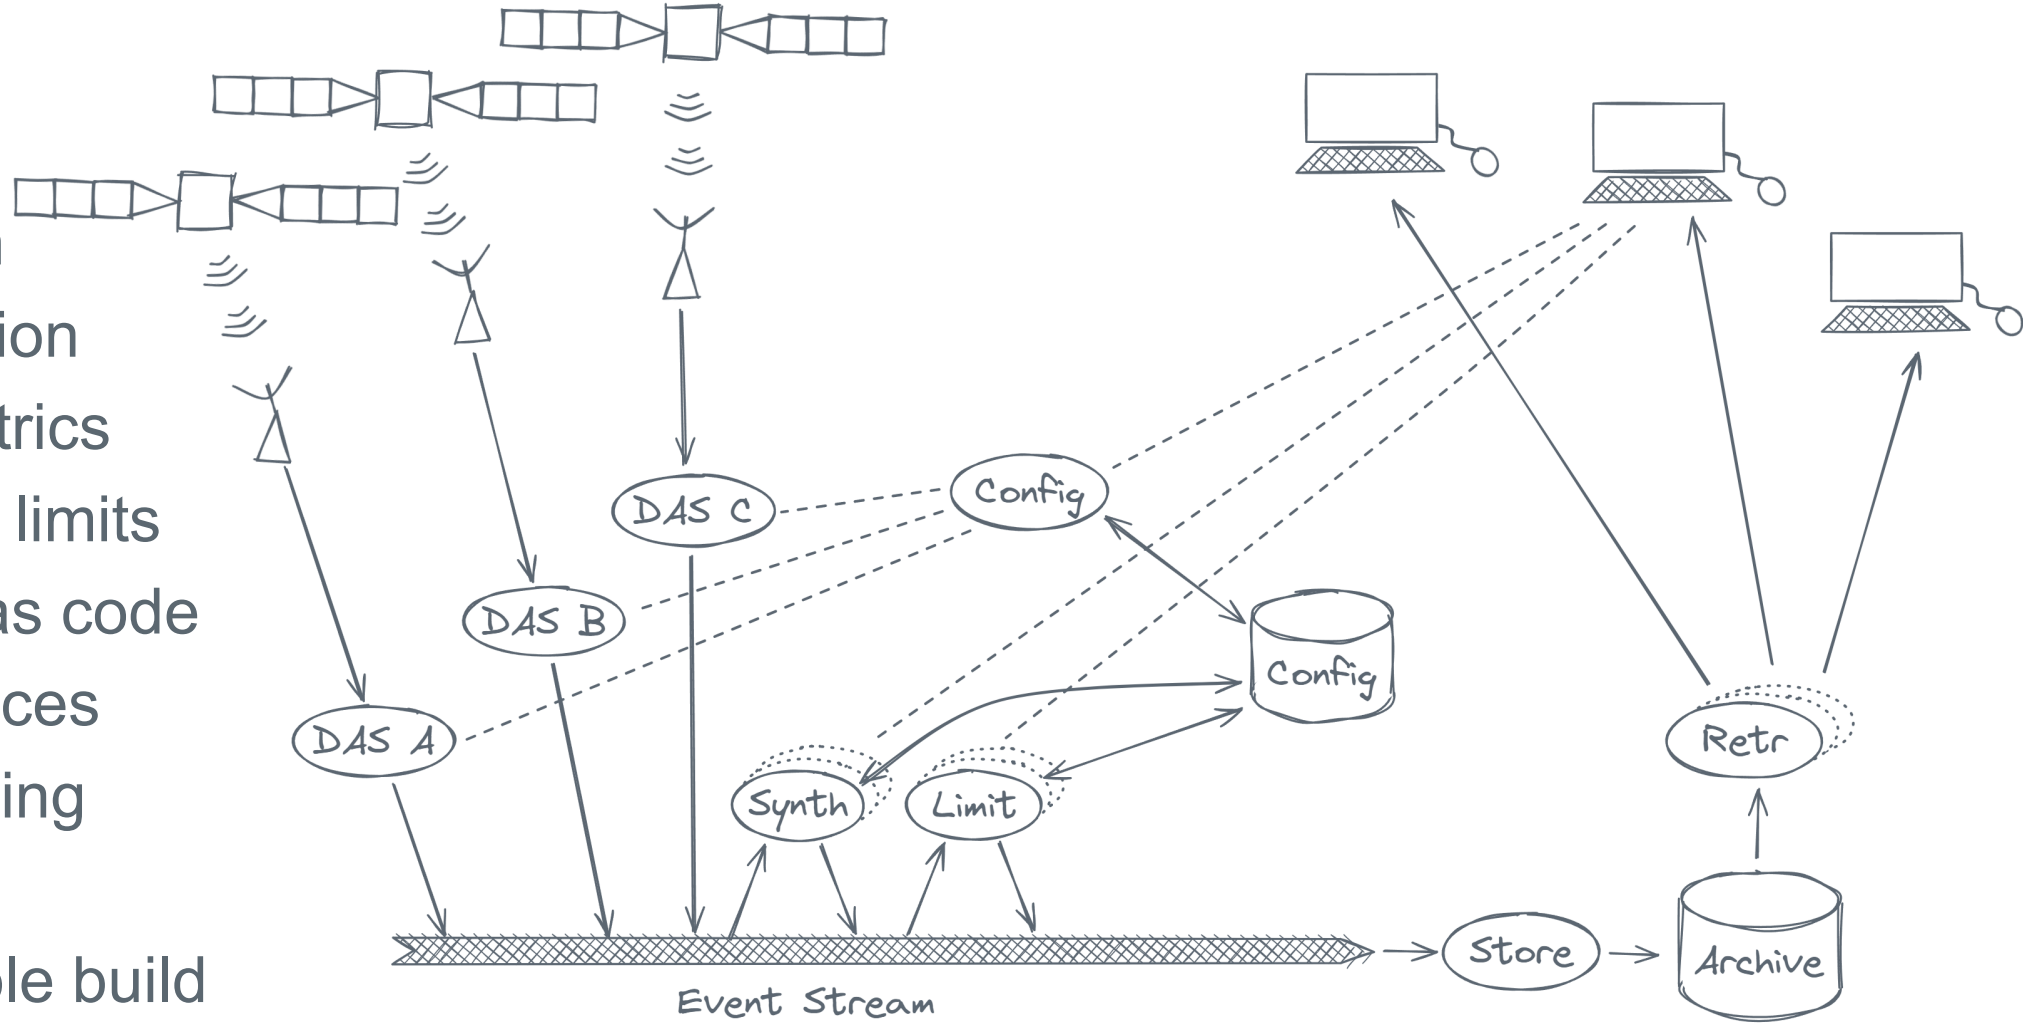 ion
trics
limits
as code
ces
ing
ple build
DAS C
Config
DAS B
Config
DAS A
Synth
Limit
Retr
Store
Archive
Event Stream